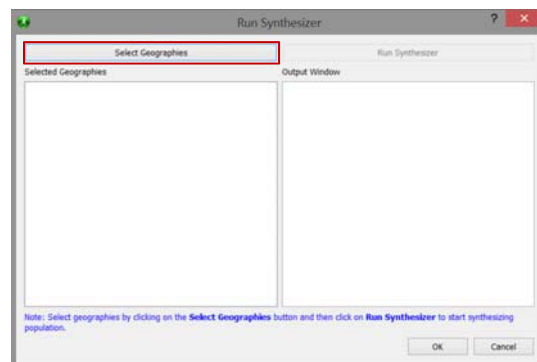 Run Synthesizer
?
Select Geographies
Run Synthesizer
Selected Geographies
Output Window
Note: Select geographies by clicking on the Select Geographies button and then click on Run Synthesizer to start synthesizing
population.
OK
Cancel